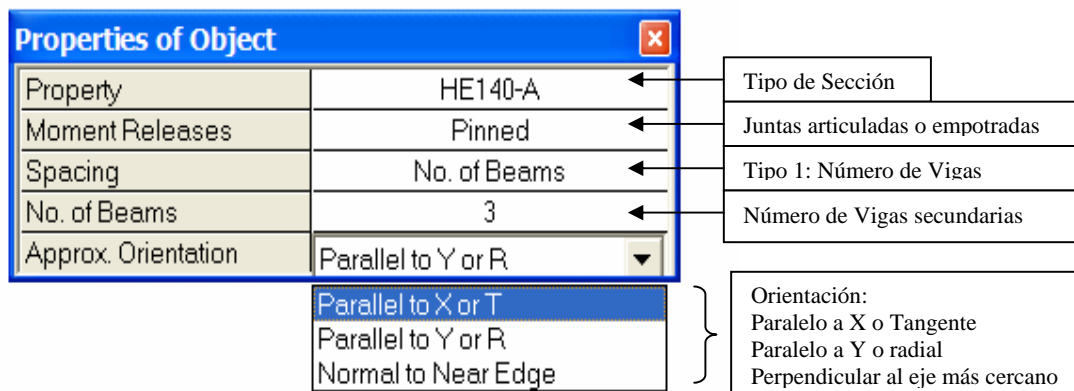 Properties of Object
Property HE140-A Tipo de Sección
Moment Releases Pinned Juntas articuladas o empotradas
Spacing No. of Beams Tipo 1: Número de Vigas
No. of Beams 3 Número de Vigas secundarias
Approx. Orientation Parallel to Y or R
Parallel to X or T
Parallel to Y or R
Normal to Near Edge
Orientación:
Paralelo a X o Tangente
Paralelo a Y o radial
Perpendicular al eje más cercano